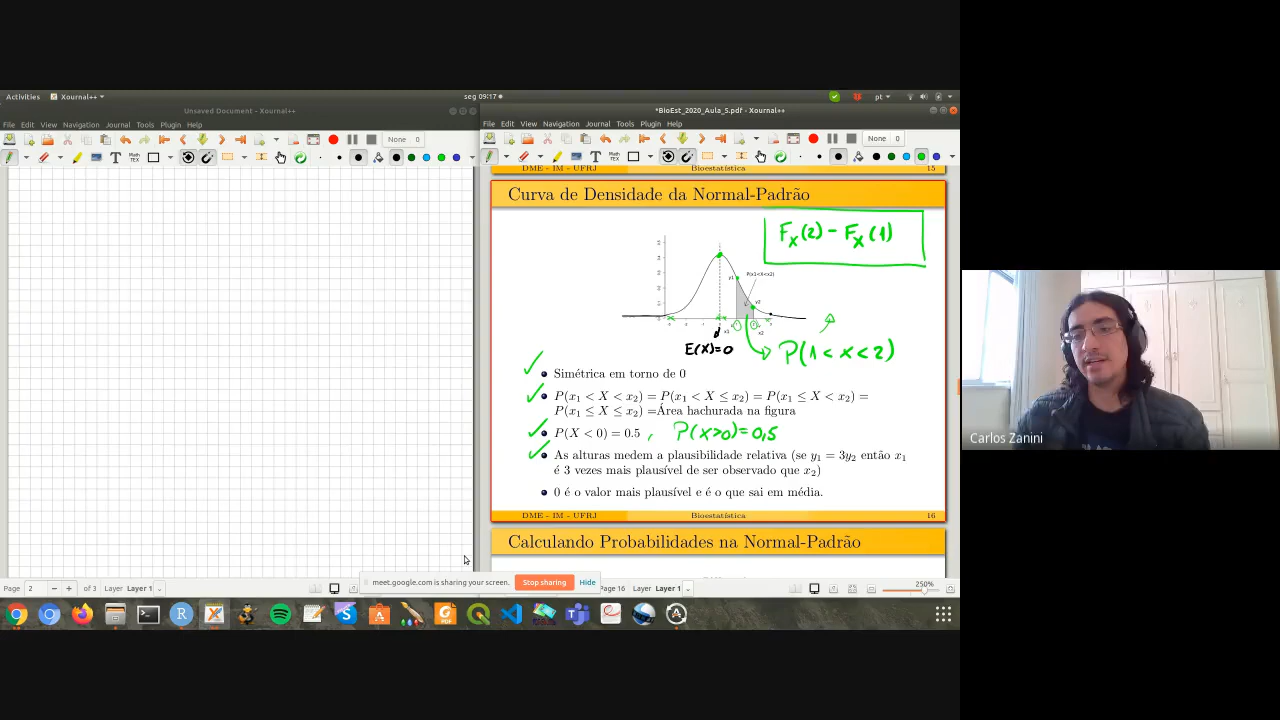 Activities
Xournal++
seg 09:17
pt
Unsaved Document - Xournal++
*BioEst_2020_Aula_5.pdf - Xournal++
File Edit View Navigation Journal Tools Plugin Help
File Edit View Navigation Journal Tools Plugin Help
None 0
None 0
DME - IM - UFRJ Bioestatística 15
Curva de Densidade da Normal-Padrão
F_X(2) - F_X(1)
P(x1<X<x2)
y1
y2
x1
x2
E(X)=0
P(1 < X < 2)
Simétrica em torno de 0
P(x₁ < X < x₂) = P(x₁ < X ≤ x₂) = P(x₁ ≤ X < x₂) =
P(x₁ ≤ X ≤ x₂) =Área hachurada na figura
P(X < 0) = 0.5 , P(X>0)=0,5
As alturas medem a plausibilidade relativa (se y₁ = 3y₂ então x₁
é 3 vezes mais plausível de ser observado que x₂)
0 é o valor mais plausível e é o que sai em média.
DME - IM - UFRJ Bioestatística 16
Calculando Probabilidades na Normal-Padrão
Carlos Zanini
meet.google.com is sharing your screen. Stop sharing Hide
Page 2 of 3 Layer Layer 1
Page 16 Layer Layer 1
250%